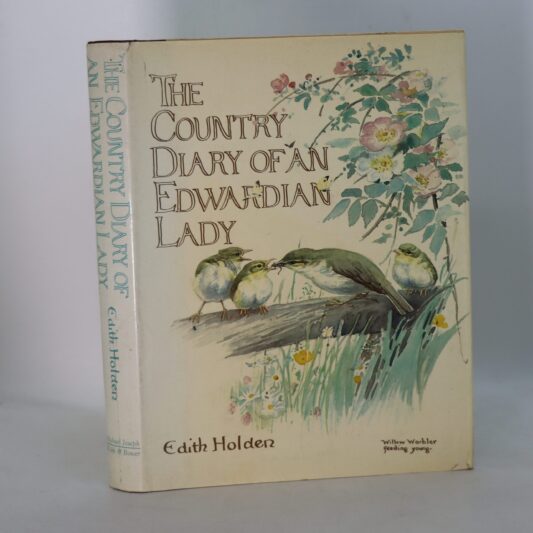 THE
COUNTRY
DIARY OF AN
EDWARDIAN
LADY
Edith Holden
Willow Warbler
feeding young.
THE COUNTRY DIARY OF
AN EDWARDIAN LADY
Edith Holden
Michael Joseph
& Bower